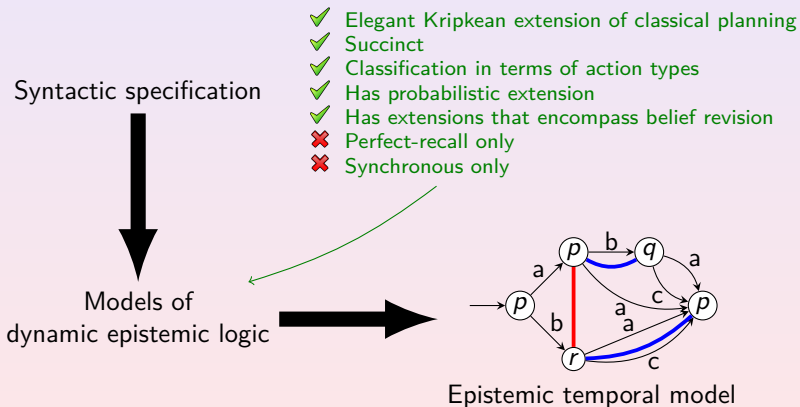 Elegant Kripkean extension of classical planning
Succinct
Classification in terms of action types
Has probabilistic extension
Has extensions that encompass belief revision
Perfect-recall only
Synchronous only
Syntactic specification
Models of
dynamic epistemic logic
p
b
q
a
a
p
a
c
p
b
a
r
c
Epistemic temporal model